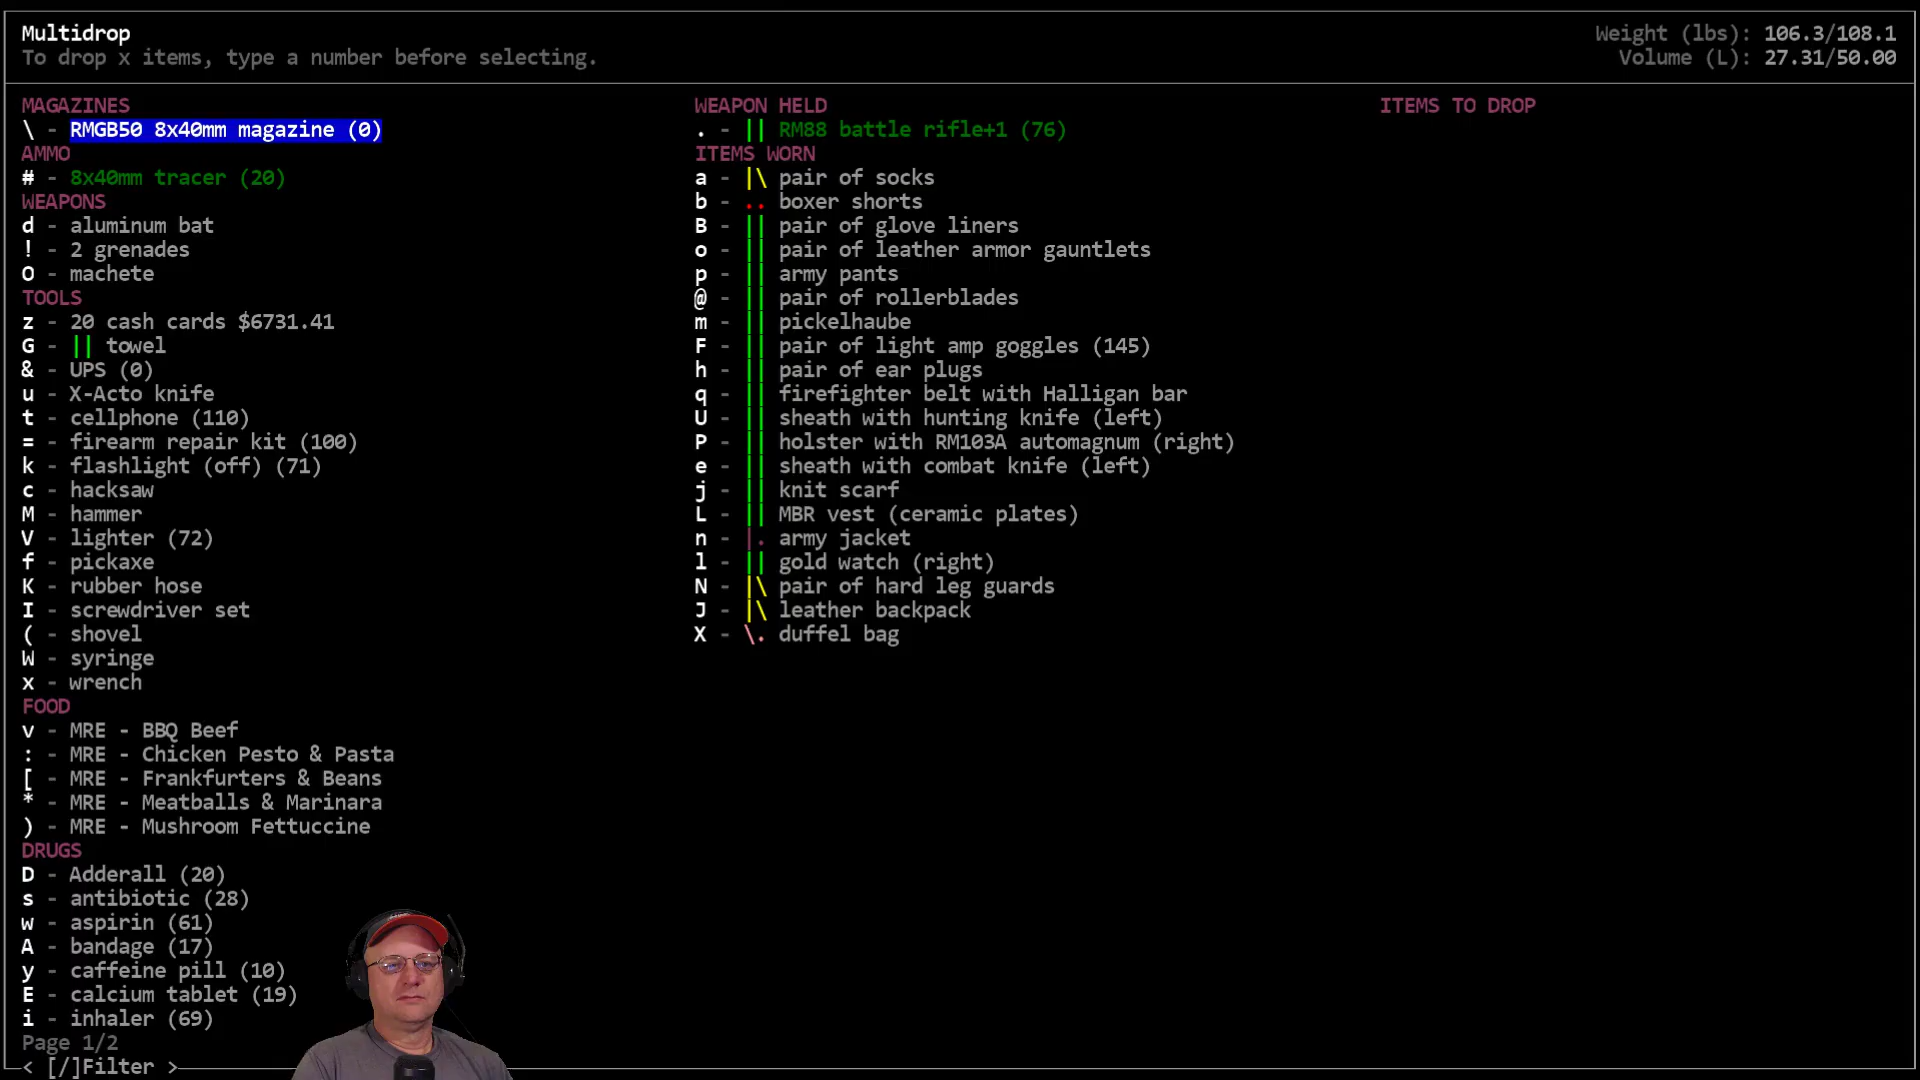 Multidrop
To drop x items, type a number before selecting.
Weight (lbs): 106.3/108.1
Volume (L): 27.31/50.00
MAGAZINES
\ - RMGB50 8x40mm magazine (0)
AMMO
# - 8x40mm tracer (20)
WEAPONS
d - aluminum bat
! - 2 grenades
O - machete
TOOLS
z - 20 cash cards $6731.41
G - || towel
& - UPS (0)
u - X-Acto knife
t - cellphone (110)
= - firearm repair kit (100)
k - flashlight (off) (71)
c - hacksaw
M - hammer
V - lighter (72)
f - pickaxe
K - rubber hose
I - screwdriver set
( - shovel
W - syringe
x - wrench
FOOD
v - MRE - BBQ Beef
: - MRE - Chicken Pesto & Pasta
[ - MRE - Frankfurters & Beans
* - MRE - Meatballs & Marinara
) - MRE - Mushroom Fettuccine
DRUGS
D - Adderall (20)
s - antibiotic (28)
w - aspirin (61)
A - bandage (17)
y - caffeine pill (10)
E - calcium tablet (19)
i - inhaler (69)
Page 1/2
< [/]Filter >
WEAPON HELD
. - || RM88 battle rifle+1 (76)
ITEMS WORN
a - |\ pair of socks
b - .. boxer shorts
B - || pair of glove liners
o - || pair of leather armor gauntlets
p - || army pants
@ - || pair of rollerblades
m - || pickelhaube
F - || pair of light amp goggles (145)
h - || pair of ear plugs
q - || firefighter belt with Halligan bar
U - || sheath with hunting knife (left)
P - || holster with RM103A automagnum (right)
e - || sheath with combat knife (left)
j - || knit scarf
L - || MBR vest (ceramic plates)
n - |. army jacket
l - || gold watch (right)
N - |\ pair of hard leg guards
J - |\ leather backpack
X - \. duffel bag
ITEMS TO DROP